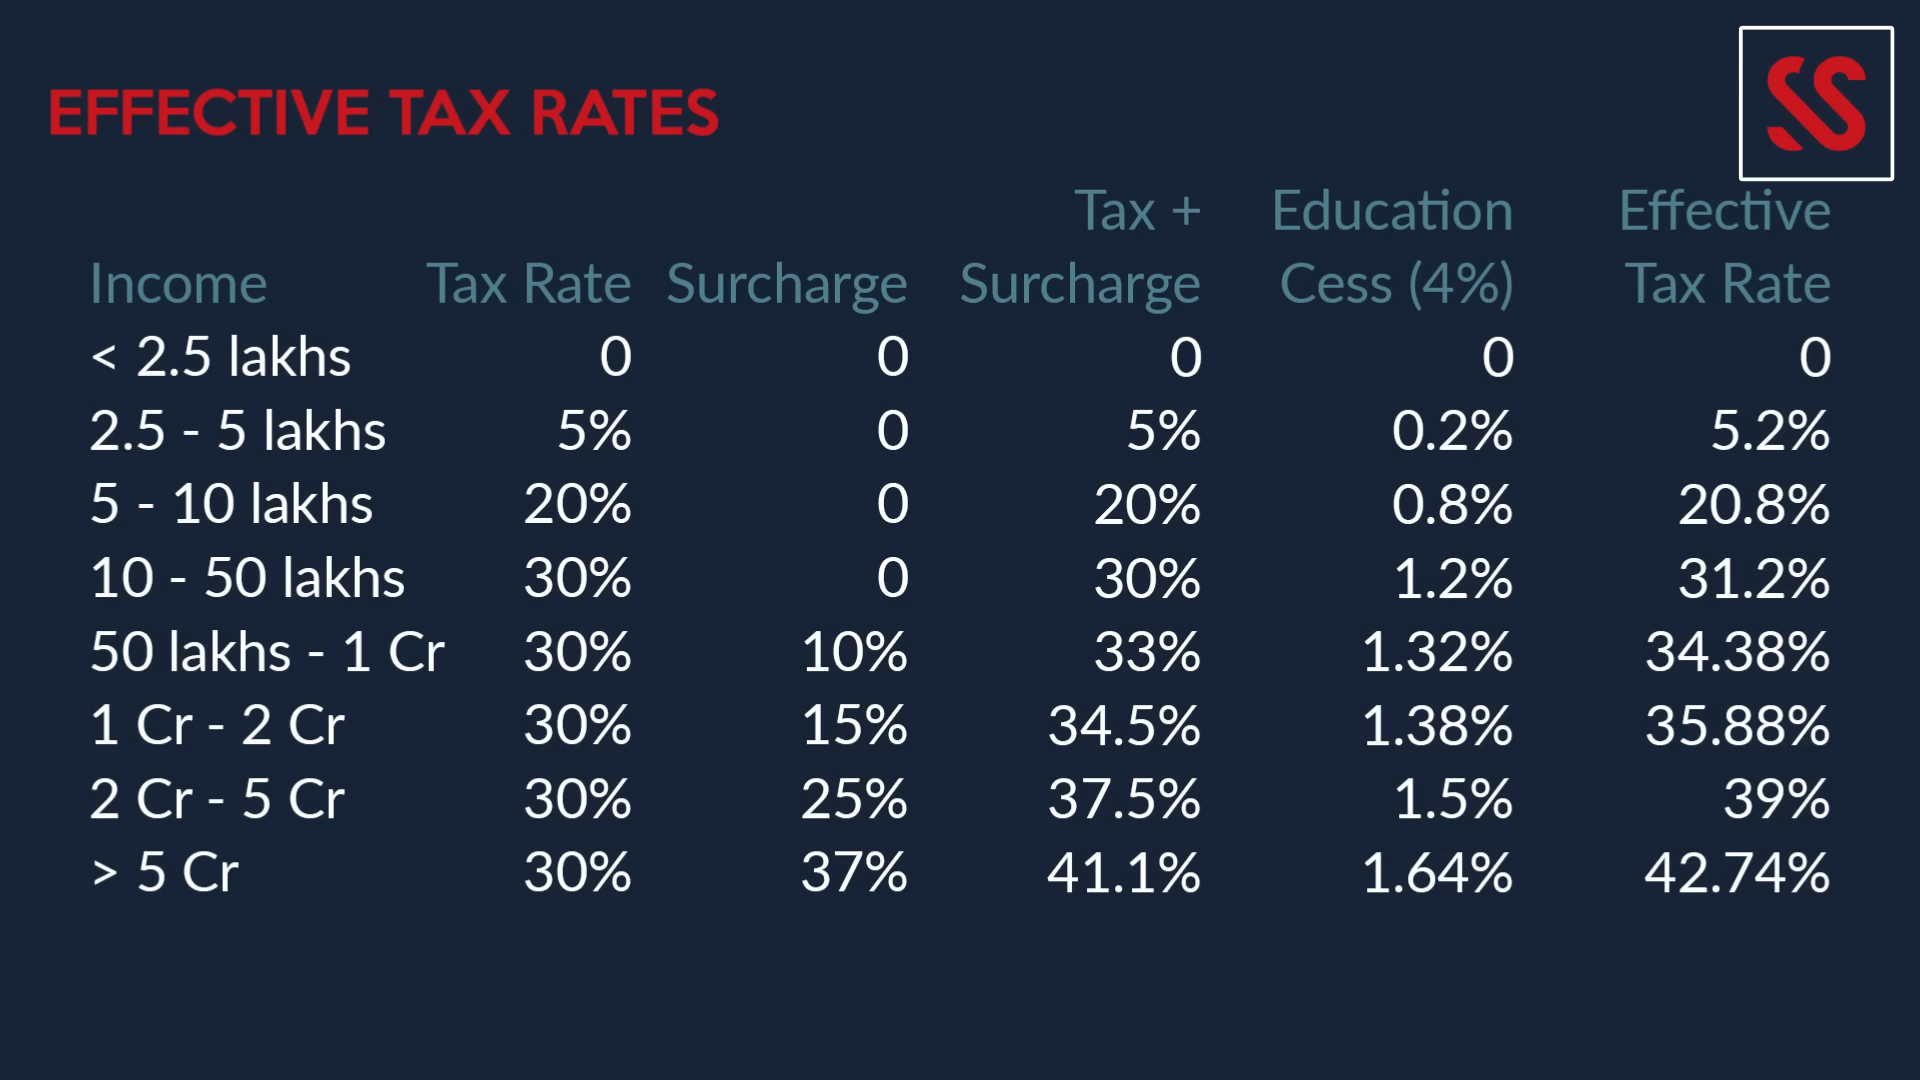 EFFECTIVE TAX RATES
SS
Income Tax Rate Surcharge Tax + Surcharge Education Cess (4%) Effective Tax Rate
< 2.5 lakhs 0 0 0 0 0
2.5 - 5 lakhs 5% 0 5% 0.2% 5.2%
5 - 10 lakhs 20% 0 20% 0.8% 20.8%
10 - 50 lakhs 30% 0 30% 1.2% 31.2%
50 lakhs - 1 Cr 30% 10% 33% 1.32% 34.38%
1 Cr - 2 Cr 30% 15% 34.5% 1.38% 35.88%
2 Cr - 5 Cr 30% 25% 37.5% 1.5% 39%
> 5 Cr 30% 37% 41.1% 1.64% 42.74%